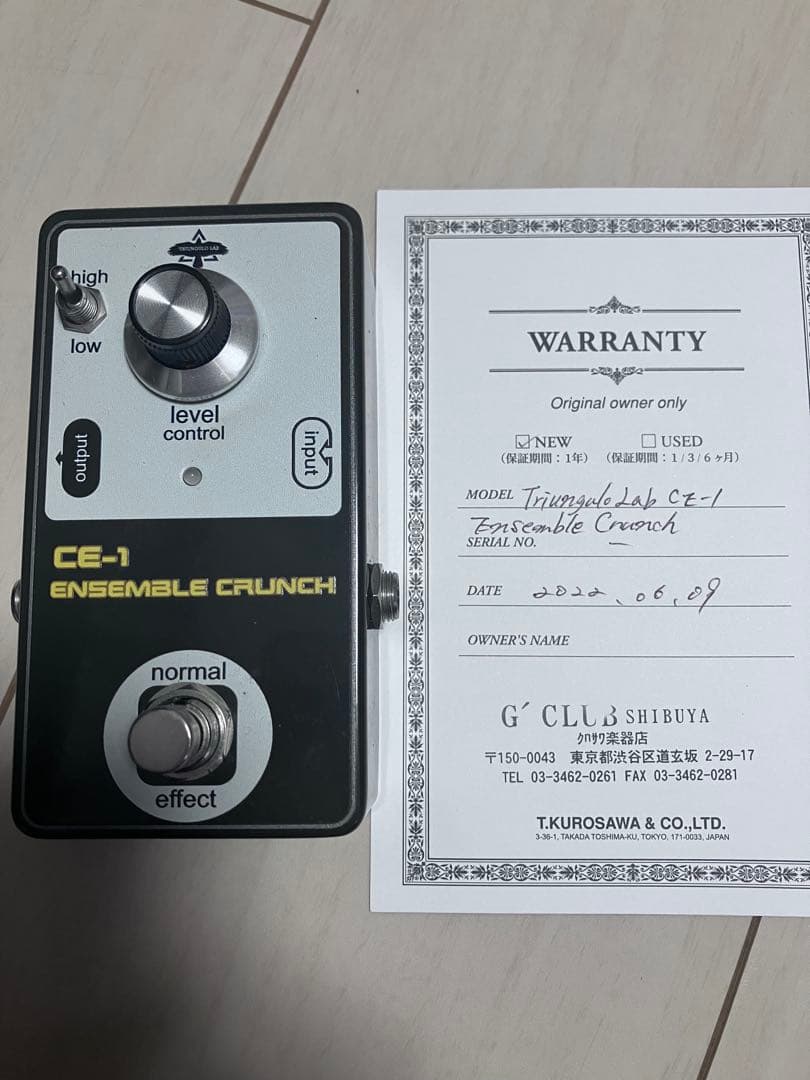 TRIUNGULO LAB
high
low
level
control
output
input
CE-1
ENSEMBLE CRUNCH
normal
effect
WARRANTY
Original owner only
NEW
(保証期間:1年)
USED
(保証期間:1/3/6ヶ月)
MODEL Triungulo Lab CE-1
Ensemble Crunch
SERIAL NO. —
DATE 2022.06.09
OWNER'S NAME
G' CLUB SHIBUYA
クロサワ楽器店
〒150-0043 東京都渋谷区道玄坂 2-29-17
TEL 03-3462-0261 FAX 03-3462-0281
T.KUROSAWA & CO.,LTD.
3-36-1, TAKADA TOSHIMA-KU, TOKYO, 171-0033, JAPAN